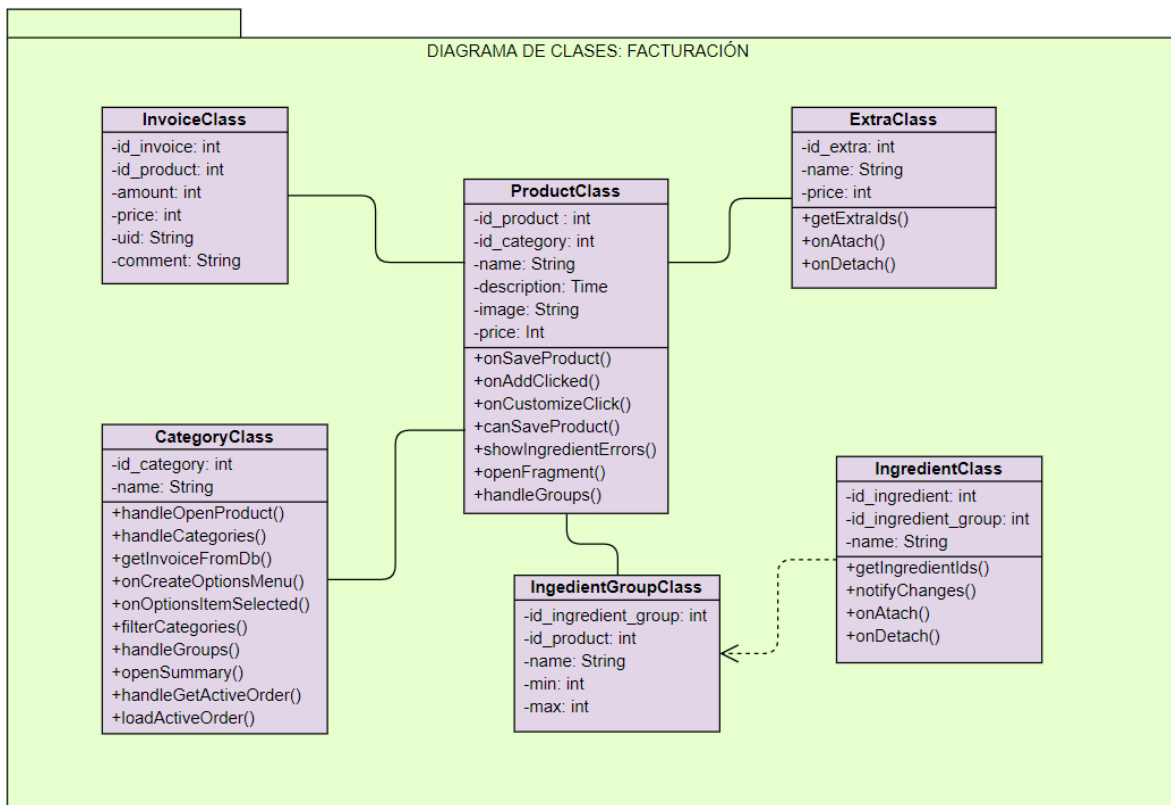 DIAGRAMA DE CLASES: FACTURACIÓN
InvoiceClass
-id_invoice: int
-id_product: int
-amount: int
-price: int
-uid: String
-comment: String
ProductClass
-id_product : int
-id_category: int
-name: String
-description: Time
-image: String
-price: Int
+onSaveProduct()
+onAddClicked()
+onCustomizeClick()
+canSaveProduct()
+showIngredientErrors()
+openFragment()
+handleGroups()
ExtraClass
-id_extra: int
-name: String
-price: int
+getExtraIds()
+onAtach()
+onDetach()
CategoryClass
-id_category: int
-name: String
+handleOpenProduct()
+handleCategories()
+getInvoiceFromDb()
+onCreateOptionsMenu()
+onOptionsItemSelected()
+filterCategories()
+handleGroups()
+openSummary()
+handleGetActiveOrder()
+loadActiveOrder()
IngedientGroupClass
-id_ingredient_group: int
-id_product: int
-name: String
-min: int
-max: int
IngredientClass
-id_ingredient: int
-id_ingredient_group: int
-name: String
+getIngredientIds()
+notifyChanges()
+onAtach()
+onDetach()